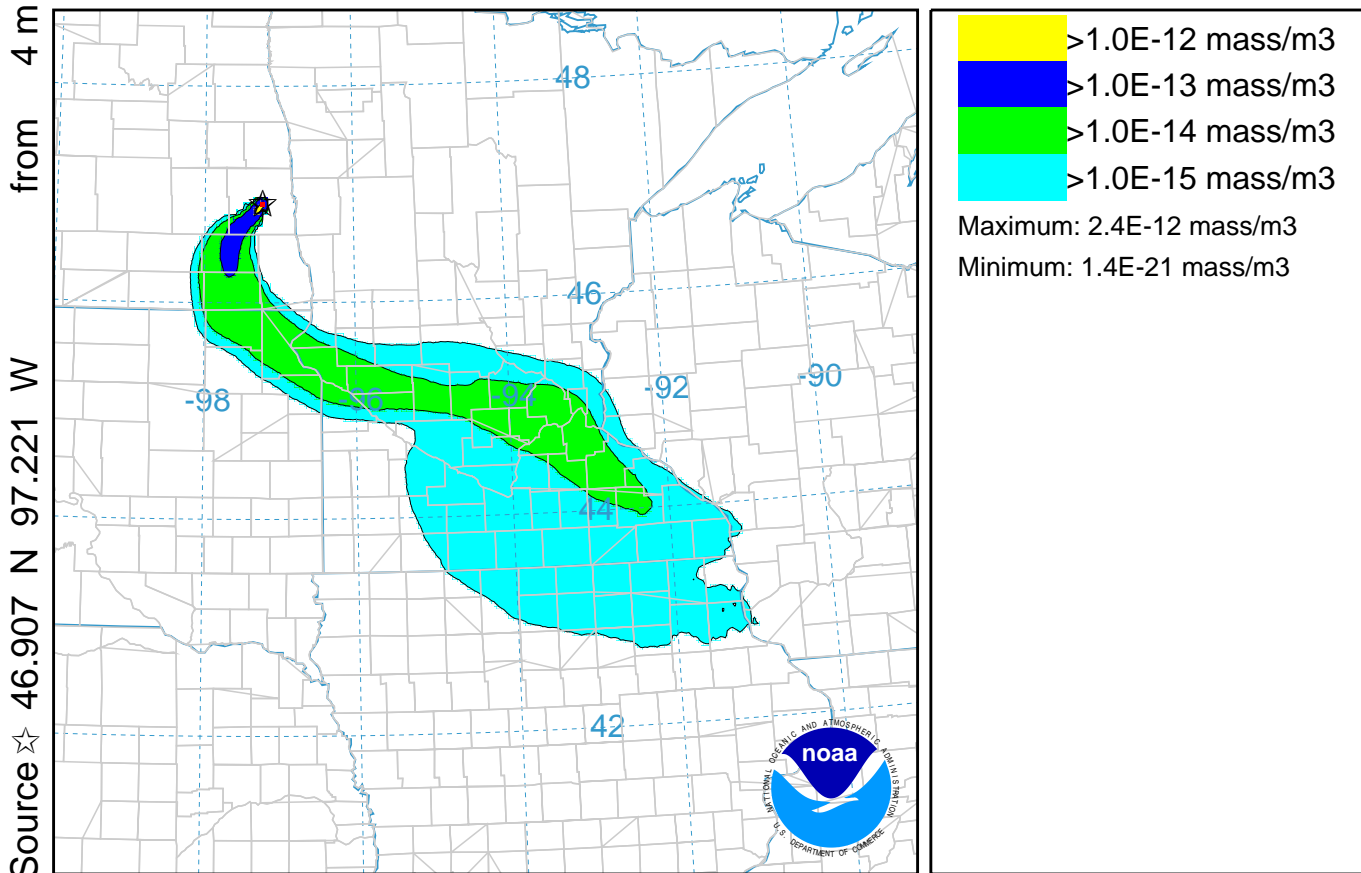 Source ☆ 46.907 N 97.221 W from 4 m
48
46
-98
-96
-94
-92
-90
44
42
>1.0E-12 mass/m3
>1.0E-13 mass/m3
>1.0E-14 mass/m3
>1.0E-15 mass/m3
Maximum: 2.4E-12 mass/m3
Minimum: 1.4E-21 mass/m3
NATIONAL OCEANIC AND ATMOSPHERIC ADMINISTRATION
noaa
U.S. DEPARTMENT OF COMMERCE